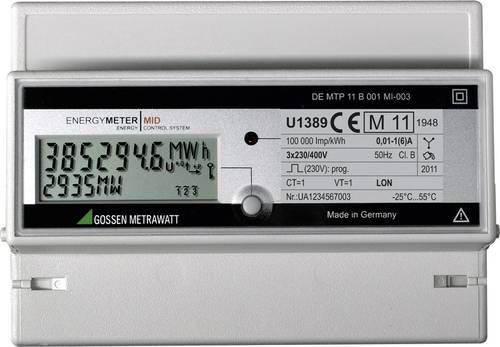 DE MTP 11 B 001 MI-003
ENERGYMETER MID
ENERGY CONTROL SYSTEM
385294.6 MWh
2935MW 123
GOSSEN METRAWATT
U1389 CE M 11 1948
100 000 Imp/kWh 0,01-1(6)A
3x230/400V 50Hz Cl. B
(230V): prog. 2011
CT=1 VT=1 LON
Nr.:UA1234567003 -25°C...55°C
Made in Germany